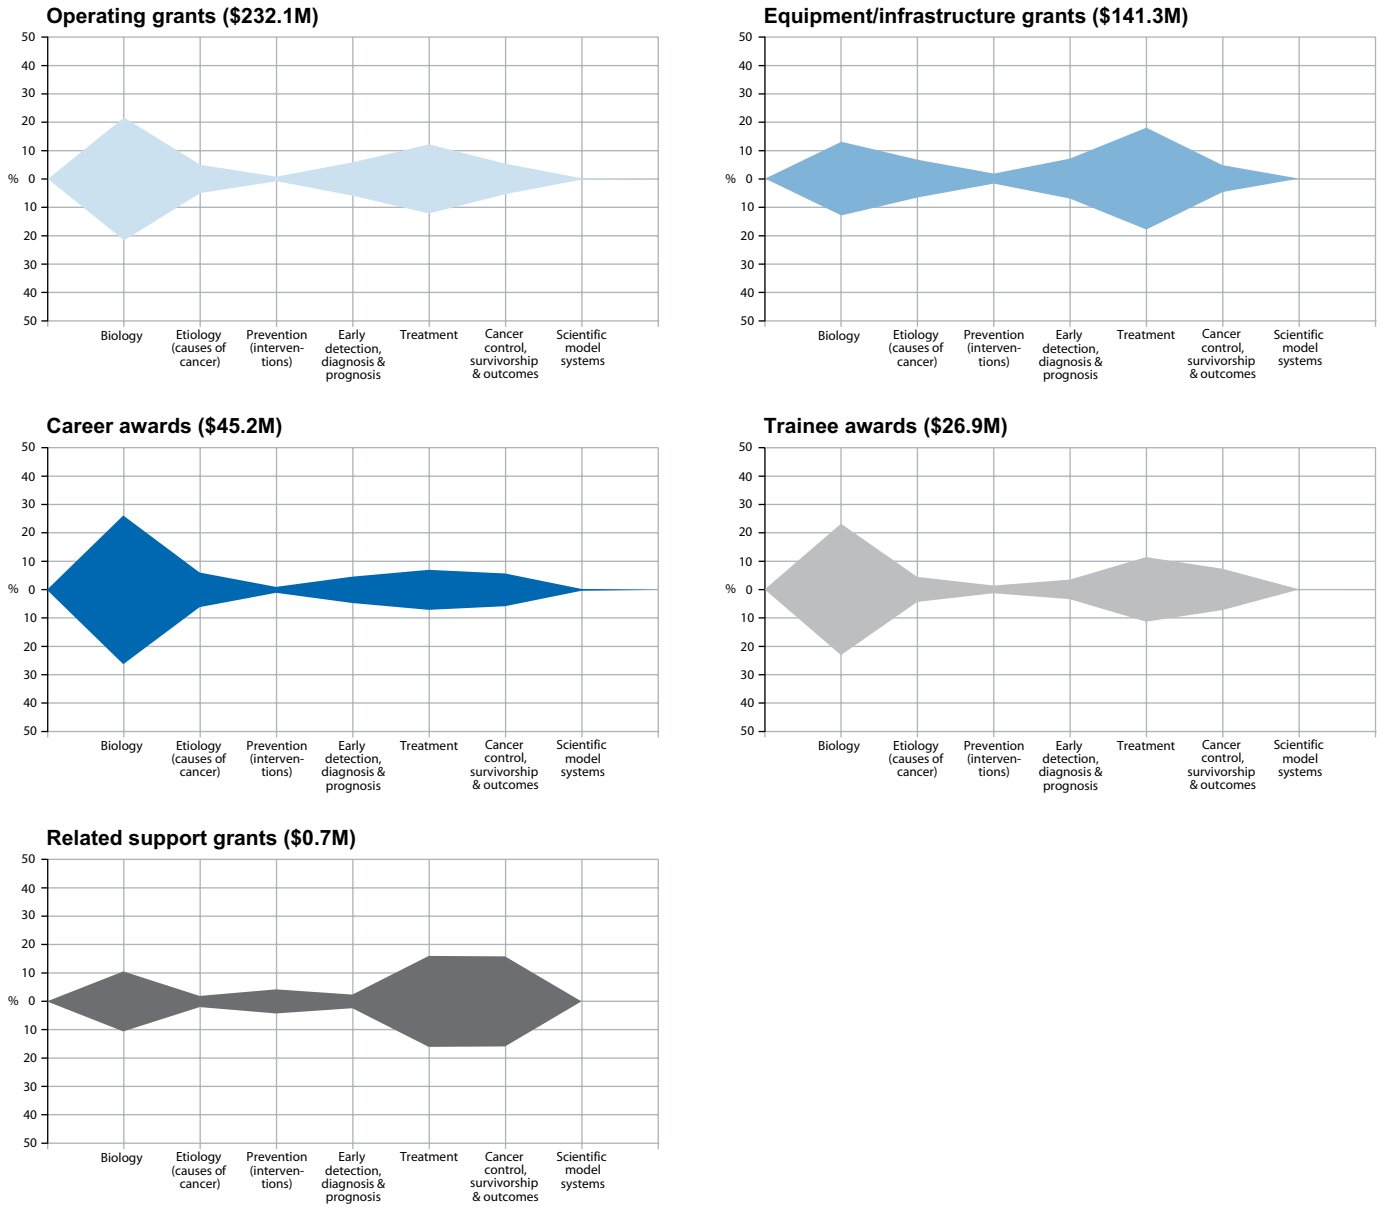 Operating grants ($232.1M)
50
40
30
20
10
% 0
10
20
30
40
50
Biology
Etiology
(causes of
cancer)
Prevention
(interven-
tions)
Early
detection,
diagnosis &
prognosis
Treatment
Cancer
control,
survivorship
& outcomes
Scientific
model
systems
Equipment/infrastructure grants ($141.3M)
50
40
30
20
10
% 0
10
20
30
40
50
Biology
Etiology
(causes of
cancer)
Prevention
(interven-
tions)
Early
detection,
diagnosis &
prognosis
Treatment
Cancer
control,
survivorship
& outcomes
Scientific
model
systems
Career awards ($45.2M)
50
40
30
20
10
% 0
10
20
30
40
50
Biology
Etiology
(causes of
cancer)
Prevention
(interven-
tions)
Early
detection,
diagnosis &
prognosis
Treatment
Cancer
control,
survivorship
& outcomes
Scientific
model
systems
Trainee awards ($26.9M)
50
40
30
20
10
% 0
10
20
30
40
50
Biology
Etiology
(causes of
cancer)
Prevention
(interven-
tions)
Early
detection,
diagnosis &
prognosis
Treatment
Cancer
control,
survivorship
& outcomes
Scientific
model
systems
Related support grants ($0.7M)
50
40
30
20
10
% 0
10
20
30
40
50
Biology
Etiology
(causes of
cancer)
Prevention
(interven-
tions)
Early
detection,
diagnosis &
prognosis
Treatment
Cancer
control,
survivorship
& outcomes
Scientific
model
systems